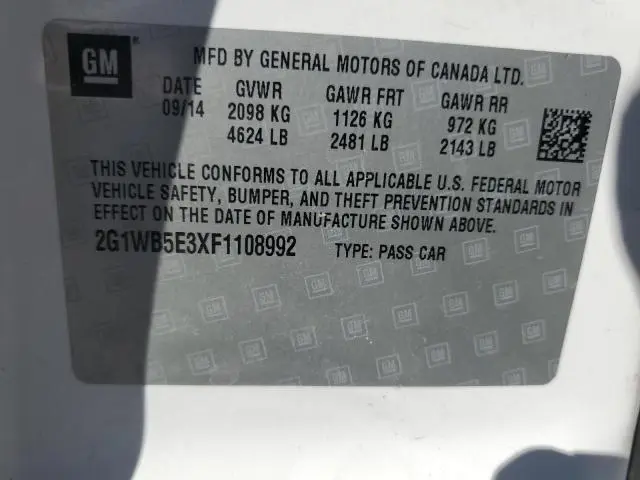 GM
MFD BY GENERAL MOTORS OF CANADA LTD.
DATE GVWR GAWR FRT GAWR RR
09/14 2098 KG 1126 KG 972 KG
4624 LB 2481 LB 2143 LB
THIS VEHICLE CONFORMS TO ALL APPLICABLE U.S. FEDERAL MOTOR
VEHICLE SAFETY, BUMPER, AND THEFT PREVENTION STANDARDS IN
EFFECT ON THE DATE OF MANUFACTURE SHOWN ABOVE.
2G1WB5E3XF1108992 TYPE: PASS CAR